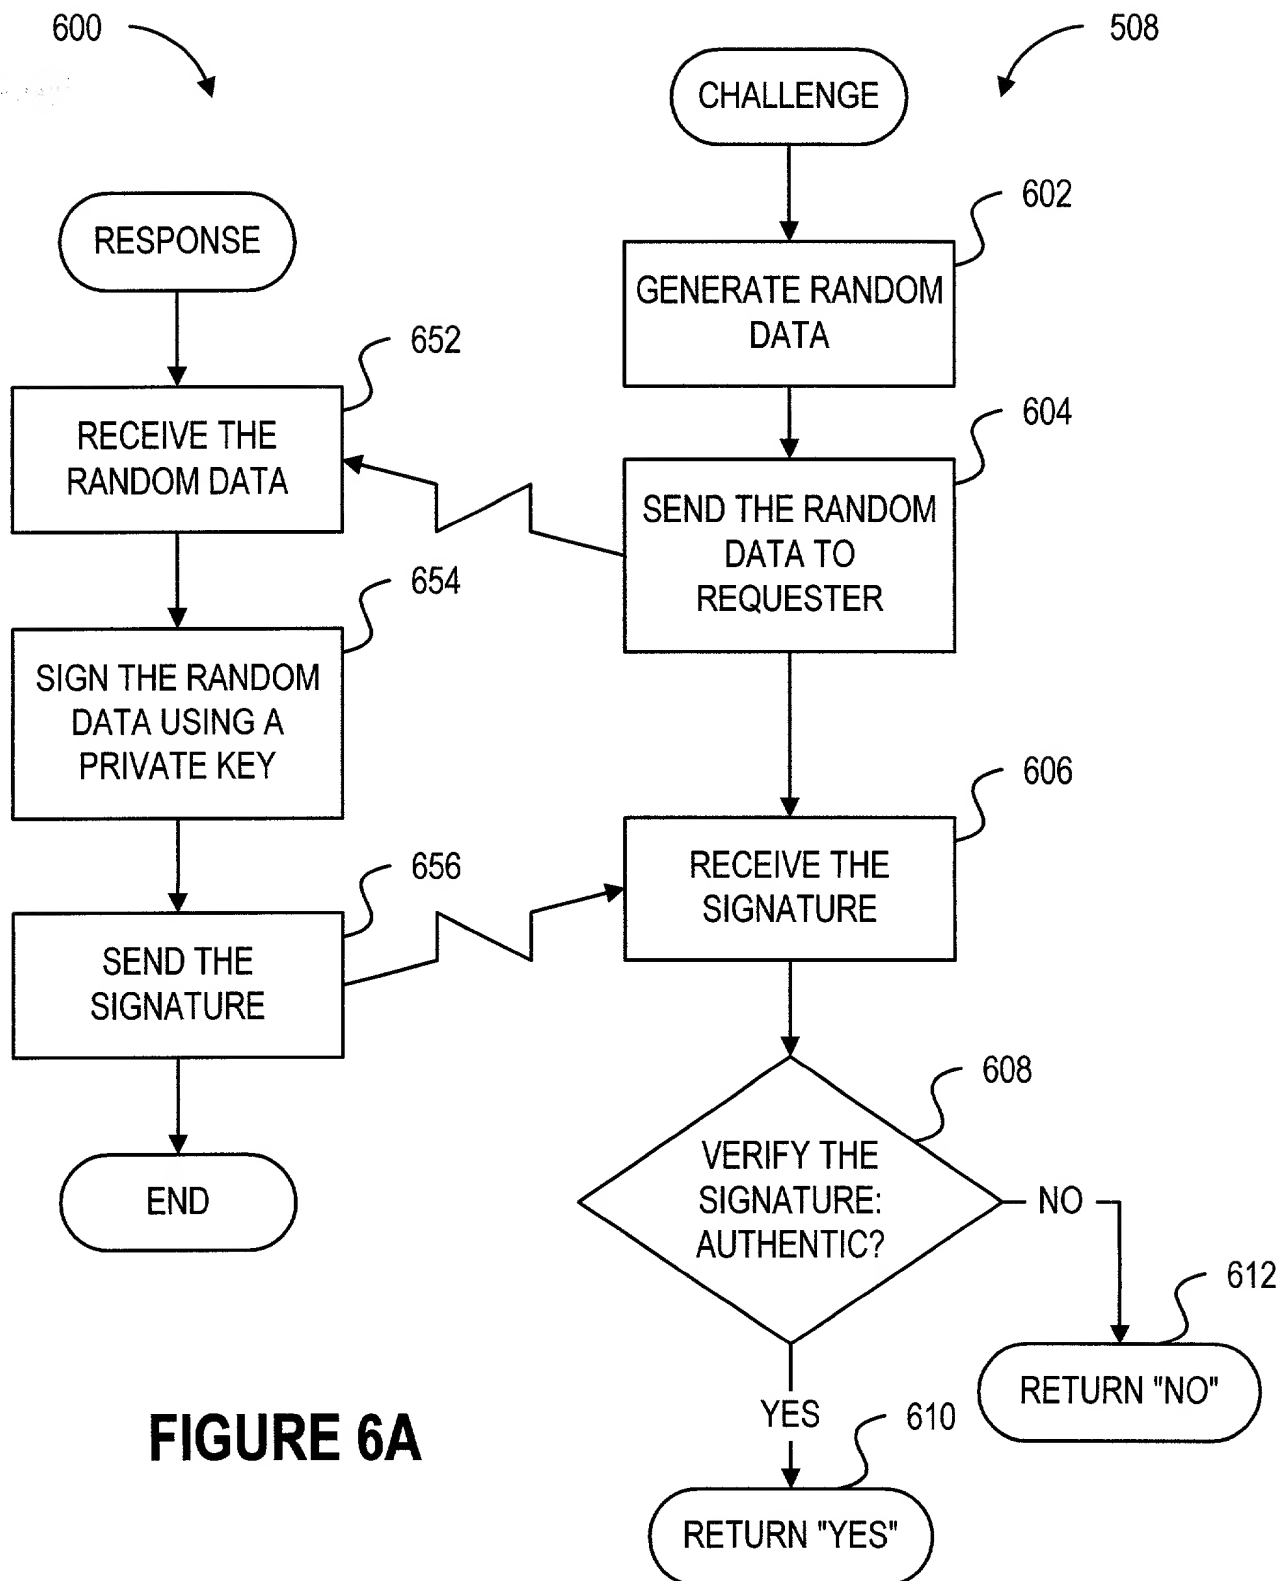 600
508
CHALLENGE
602
RESPONSE
GENERATE RANDOM
DATA
652
604
RECEIVE THE
RANDOM DATA
SEND THE RANDOM
DATA TO
REQUESTER
654
SIGN THE RANDOM
DATA USING A
PRIVATE KEY
606
RECEIVE THE
SIGNATURE
656
SEND THE
SIGNATURE
608
VERIFY THE
SIGNATURE:
AUTHENTIC?
NO
END
612
RETURN "NO"
YES
610
FIGURE 6A
RETURN "YES"